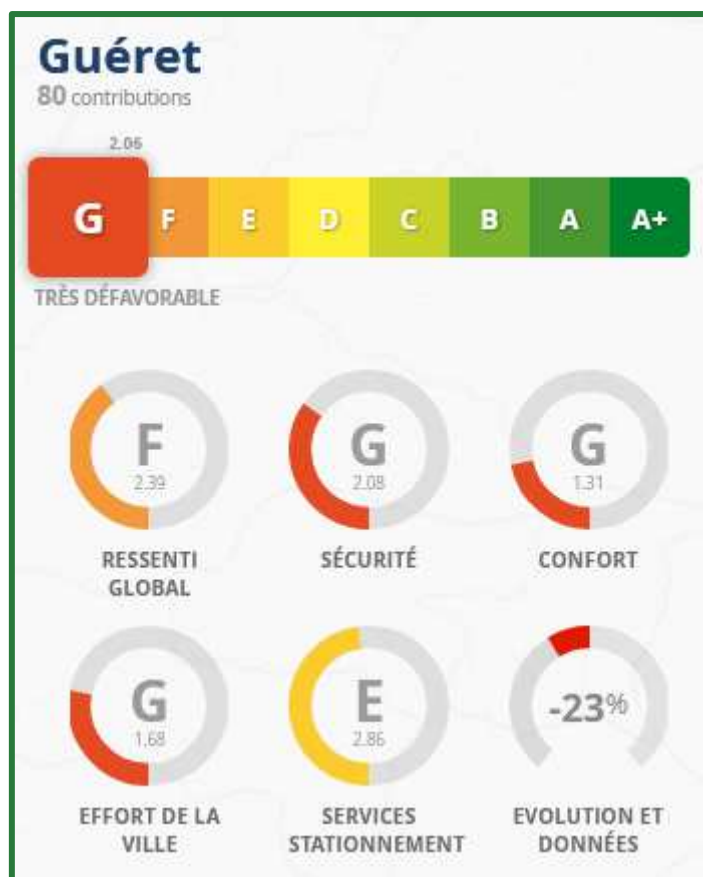 Guéret
80 contributions
2.06
G F E D C B A A+
TRÈS DÉFAVORABLE
F
2.39
RESSENTI
GLOBAL
G
2.08
SÉCURITÉ
G
1.31
CONFORT
G
1.68
EFFORT DE LA
VILLE
E
2.86
SERVICES
STATIONNEMENT
-23%
EVOLUTION ET
DONNÉES